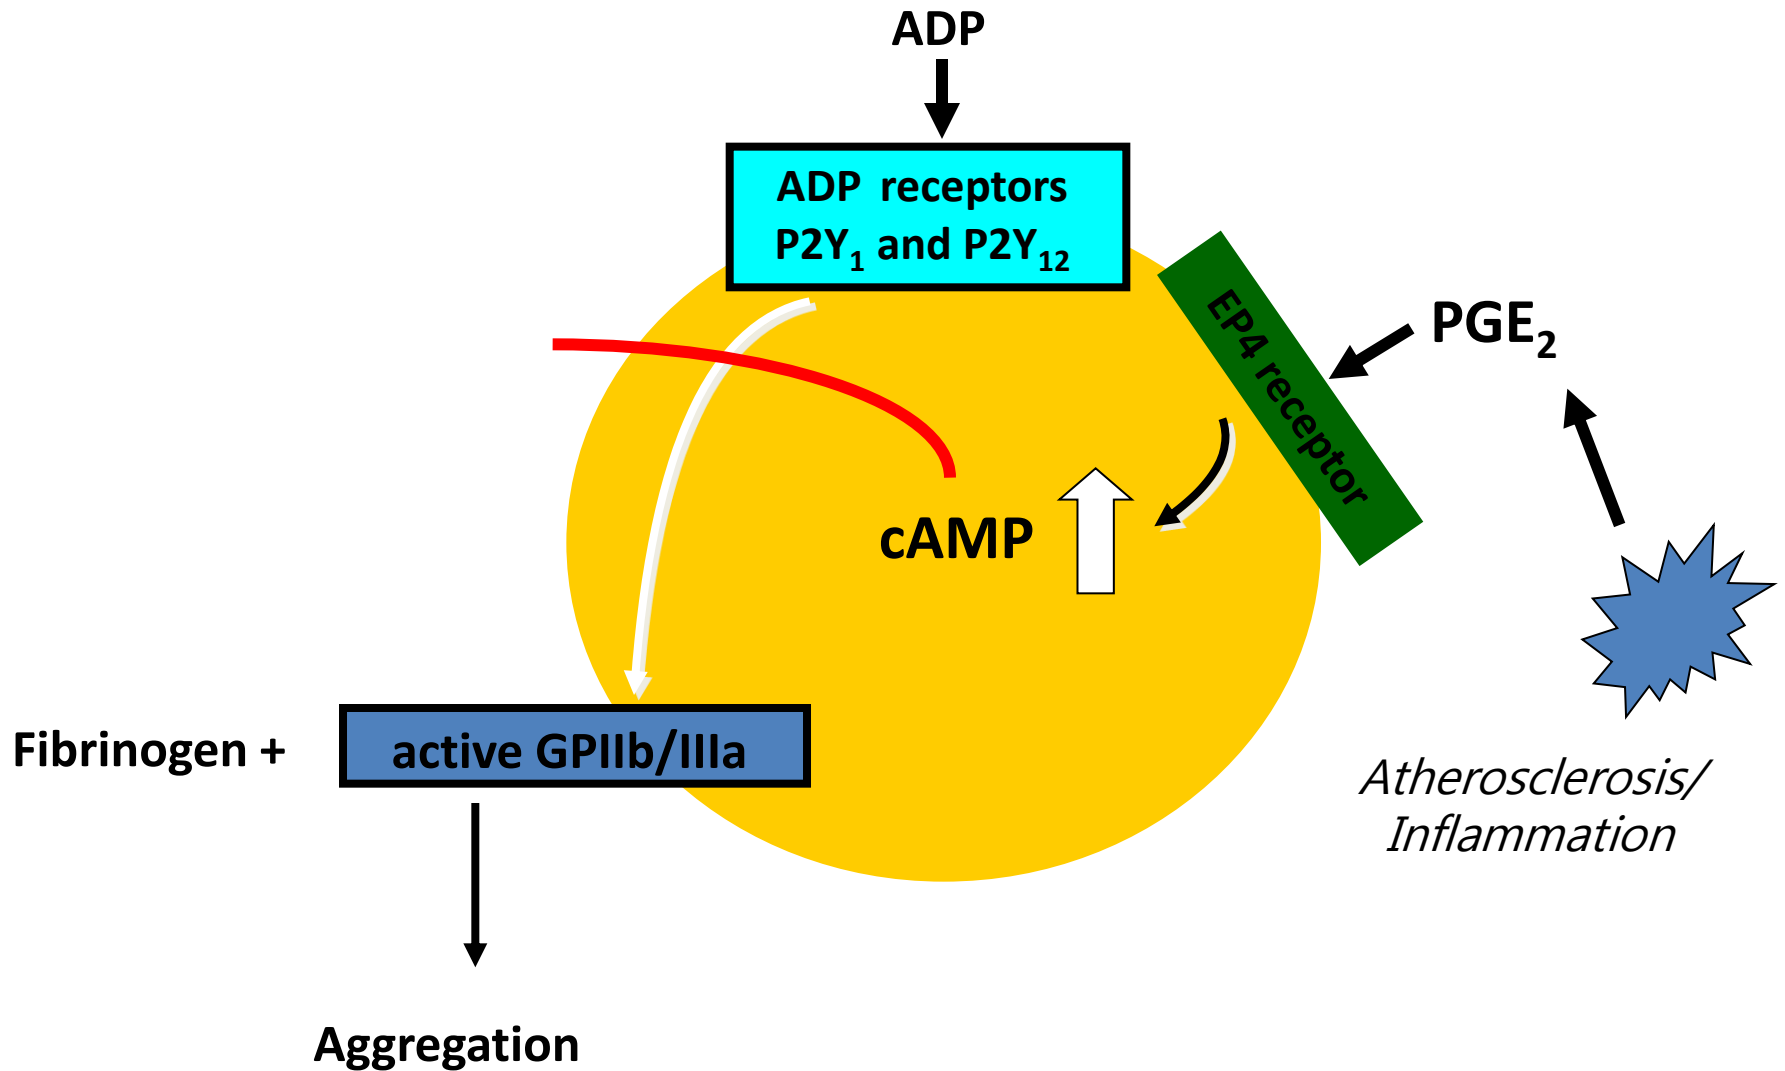 ADP
ADP receptors
P2Y₁ and P2Y₁₂
EP4 receptor
PGE₂
cAMP
Fibrinogen +
active GPIIb/IIIa
Atherosclerosis/
Inflammation
Aggregation